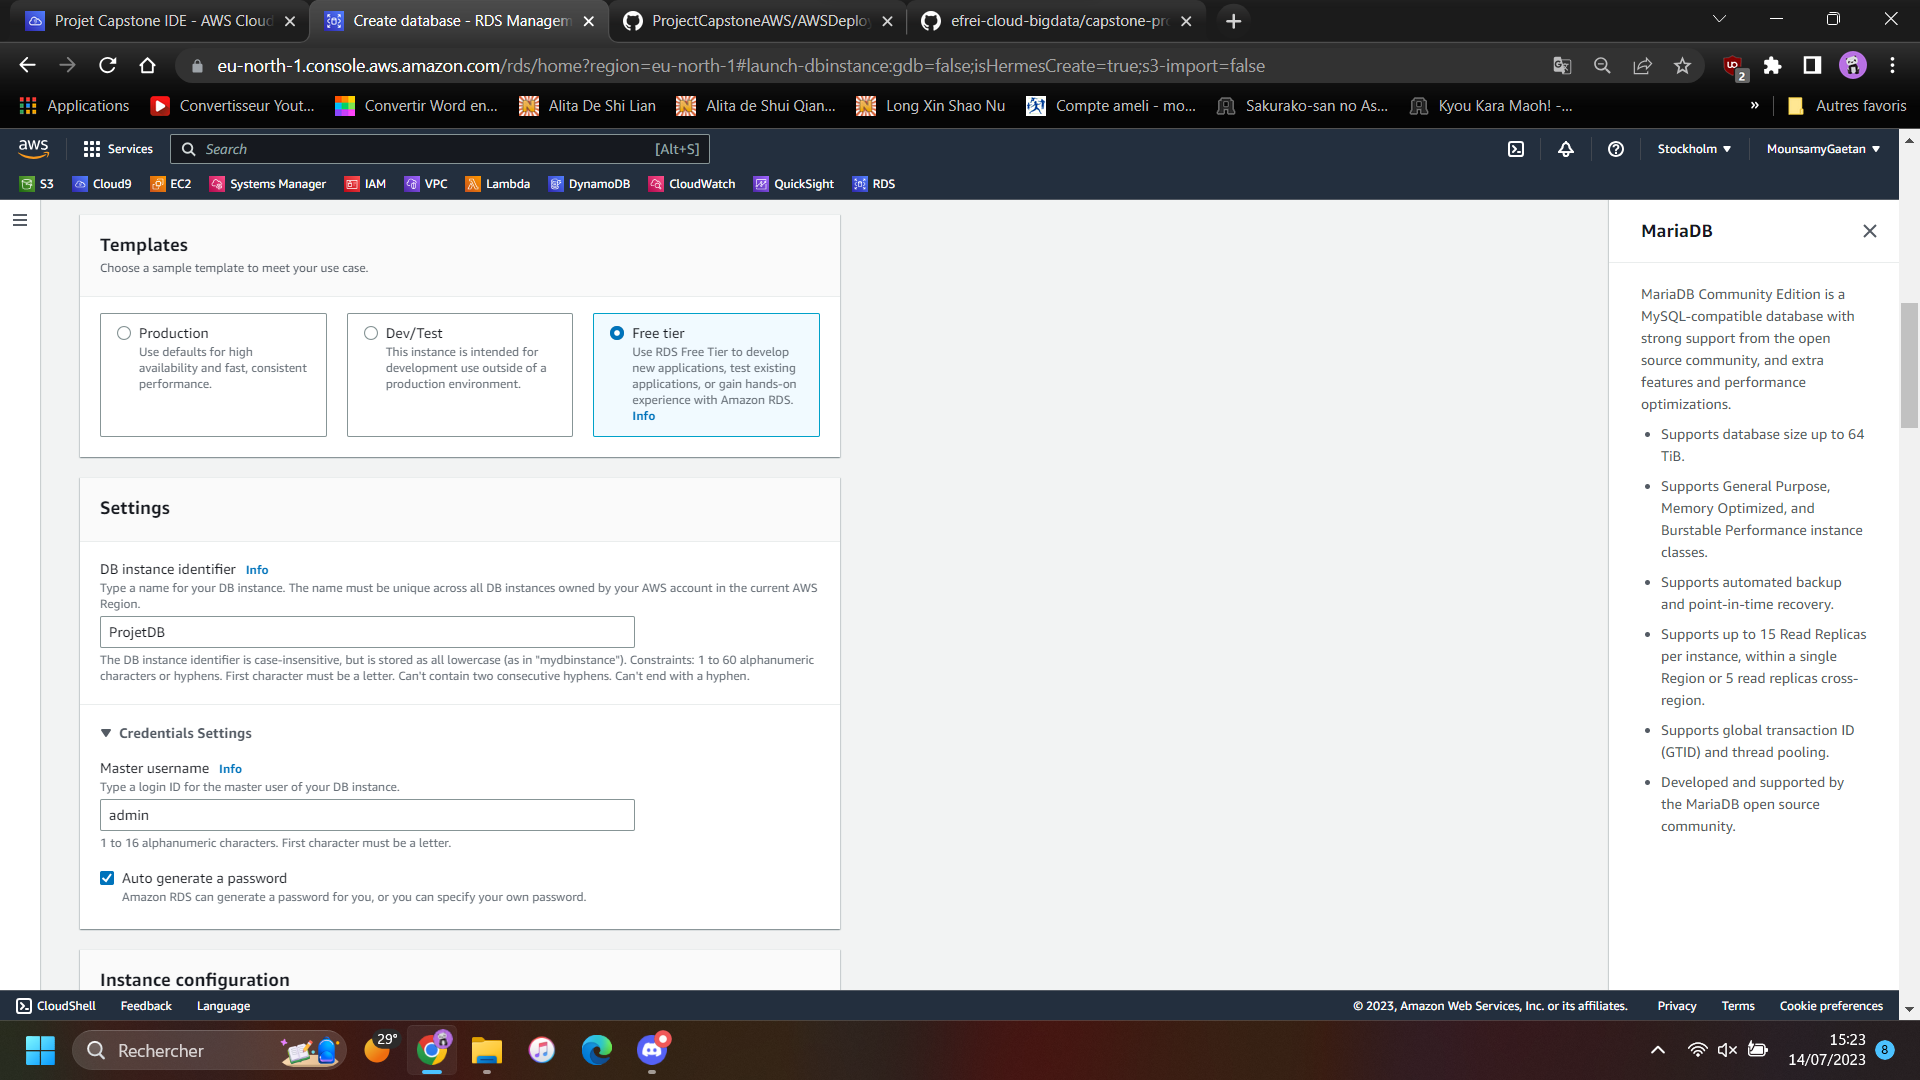 Projet Capstone IDE - AWS Cloud
Create database - RDS Managem
ProjectCapstoneAWS/AWSDeploy
efrei-cloud-bigdata/capstone-pro
eu-north-1.console.aws.amazon.com/rds/home?region=eu-north-1#launch-dbinstance:gdb=false;isHermesCreate=true;s3-import=false
2
Applications
Convertisseur Yout...
Convertir Word en...
Alita De Shi Lian
Alita de Shui Qian...
Long Xin Shao Nu
Compte ameli - mo...
Sakurako-san no As...
Kyou Kara Maoh! -...
»
Autres favoris
aws
Services
Search
[Alt+S]
Stockholm
MounsamyGaetan
S3
Cloud9
EC2
Systems Manager
IAM
VPC
Lambda
DynamoDB
CloudWatch
QuickSight
RDS
Templates
Choose a sample template to meet your use case.
Production
Use defaults for high
availability and fast, consistent
performance.
Dev/Test
This instance is intended for
development use outside of a
production environment.
Free tier
Use RDS Free Tier to develop
new applications, test existing
applications, or gain hands-on
experience with Amazon RDS.
Info
Settings
DB instance identifier Info
Type a name for your DB instance. The name must be unique across all DB instances owned by your AWS account in the current AWS
Region.
ProjetDB
The DB instance identifier is case-insensitive, but is stored as all lowercase (as in "mydbinstance"). Constraints: 1 to 60 alphanumeric
characters or hyphens. First character must be a letter. Can't contain two consecutive hyphens. Can't end with a hyphen.
Credentials Settings
Master username Info
Type a login ID for the master user of your DB instance.
admin
1 to 16 alphanumeric characters. First character must be a letter.
Auto generate a password
Amazon RDS can generate a password for you, or you can specify your own password.
Instance configuration
MariaDB
MariaDB Community Edition is a
MySQL-compatible database with
strong support from the open
source community, and extra
features and performance
optimizations.
• Supports database size up to 64
TiB.
• Supports General Purpose,
Memory Optimized, and
Burstable Performance instance
classes.
• Supports automated backup
and point-in-time recovery.
• Supports up to 15 Read Replicas
per instance, within a single
Region or 5 read replicas cross-
region.
• Supports global transaction ID
(GTID) and thread pooling.
• Developed and supported by
the MariaDB open source
community.
CloudShell
Feedback
Language
© 2023, Amazon Web Services, Inc. or its affiliates.
Privacy
Terms
Cookie preferences
Rechercher
29°
15:23
14/07/2023
8